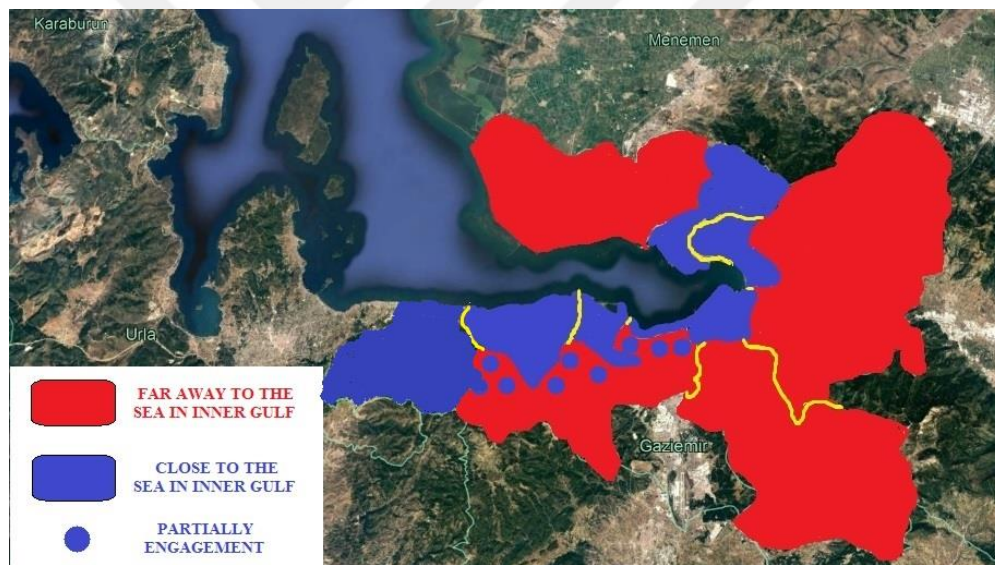 Karaburun
Menemen
Urla
Gaziemir
FAR AWAY TO THE
SEA IN INNER GULF
CLOSE TO THE
SEA IN INNER GULF
PARTIALLY
ENGAGEMENT